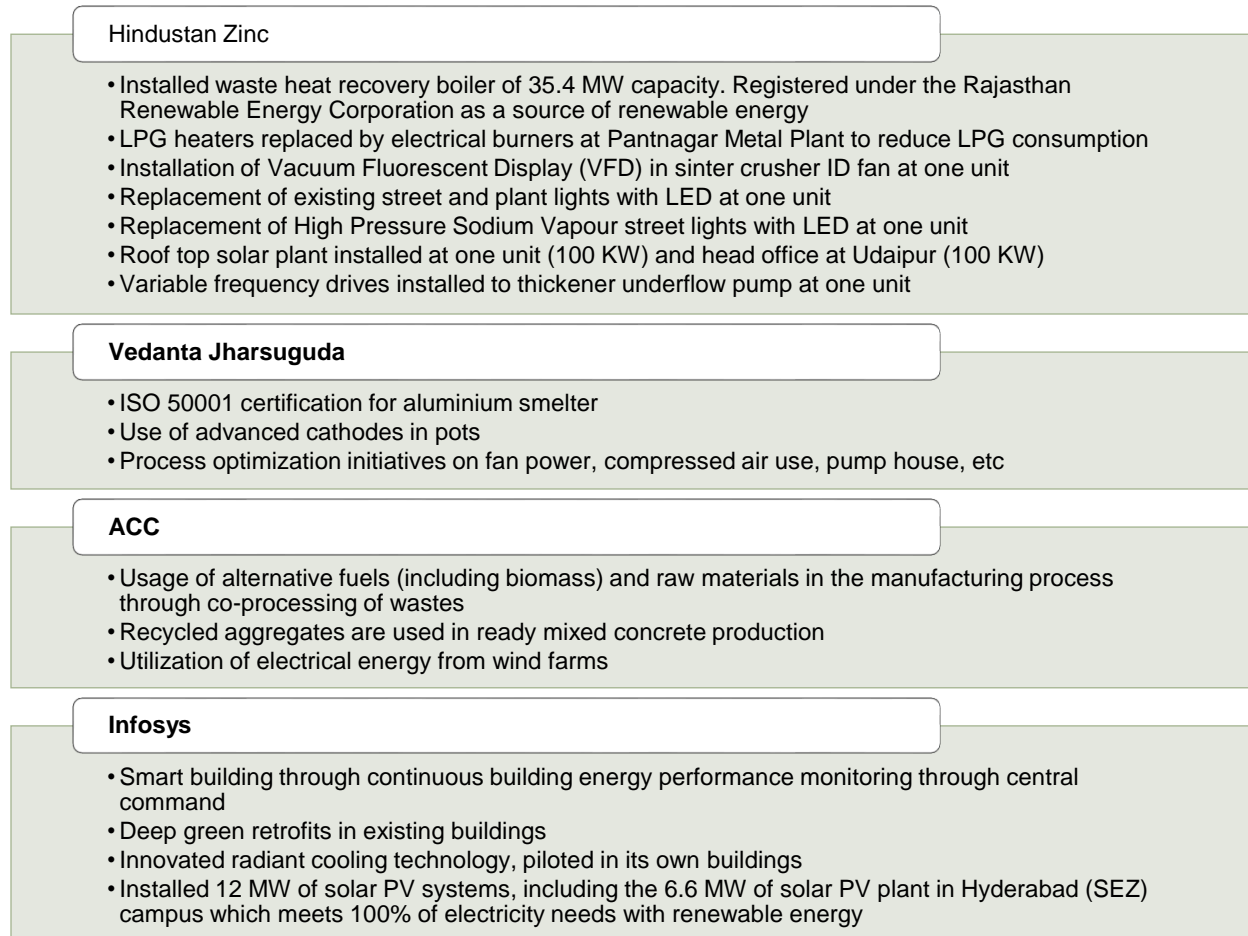 Hindustan Zinc
• Installed waste heat recovery boiler of 35.4 MW capacity. Registered under the Rajasthan
Renewable Energy Corporation as a source of renewable energy
• LPG heaters replaced by electrical burners at Pantnagar Metal Plant to reduce LPG consumption
• Installation of Vacuum Fluorescent Display (VFD) in sinter crusher ID fan at one unit
• Replacement of existing street and plant lights with LED at one unit
• Replacement of High Pressure Sodium Vapour street lights with LED at one unit
• Roof top solar plant installed at one unit (100 KW) and head office at Udaipur (100 KW)
• Variable frequency drives installed to thickener underflow pump at one unit
Vedanta Jharsuguda
• ISO 50001 certification for aluminium smelter
• Use of advanced cathodes in pots
• Process optimization initiatives on fan power, compressed air use, pump house, etc
ACC
• Usage of alternative fuels (including biomass) and raw materials in the manufacturing process
through co-processing of wastes
• Recycled aggregates are used in ready mixed concrete production
• Utilization of electrical energy from wind farms
Infosys
• Smart building through continuous building energy performance monitoring through central
command
• Deep green retrofits in existing buildings
• Innovated radiant cooling technology, piloted in its own buildings
• Installed 12 MW of solar PV systems, including the 6.6 MW of solar PV plant in Hyderabad (SEZ)
campus which meets 100% of electricity needs with renewable energy